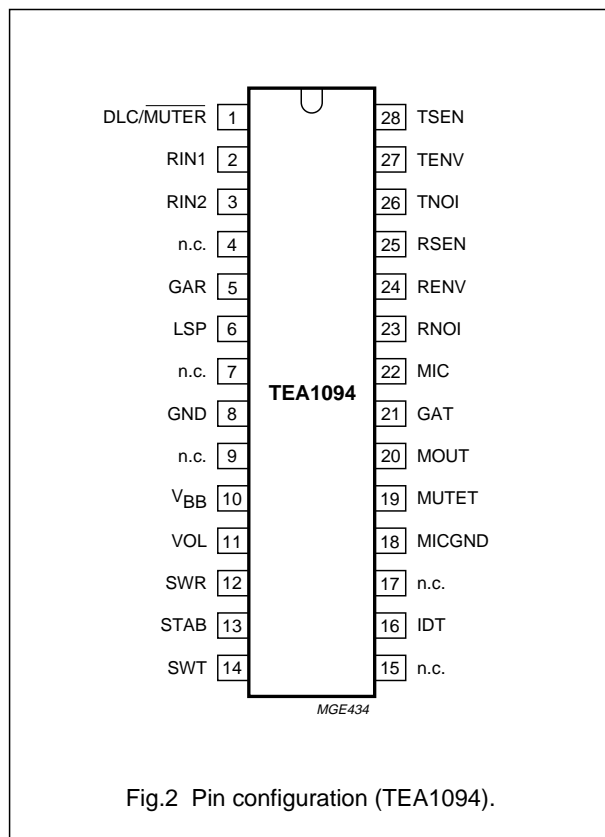 DLC/MUTER 1
RIN1 2
RIN2 3
n.c. 4
GAR 5
LSP 6
n.c. 7
GND 8
n.c. 9
VBB 10
VOL 11
SWR 12
STAB 13
SWT 14
TEA1094
28 TSEN
27 TENV
26 TNOI
25 RSEN
24 RENV
23 RNOI
22 MIC
21 GAT
20 MOUT
19 MUTET
18 MICGND
17 n.c.
16 IDT
15 n.c.
MGE434
Fig.2 Pin configuration (TEA1094).